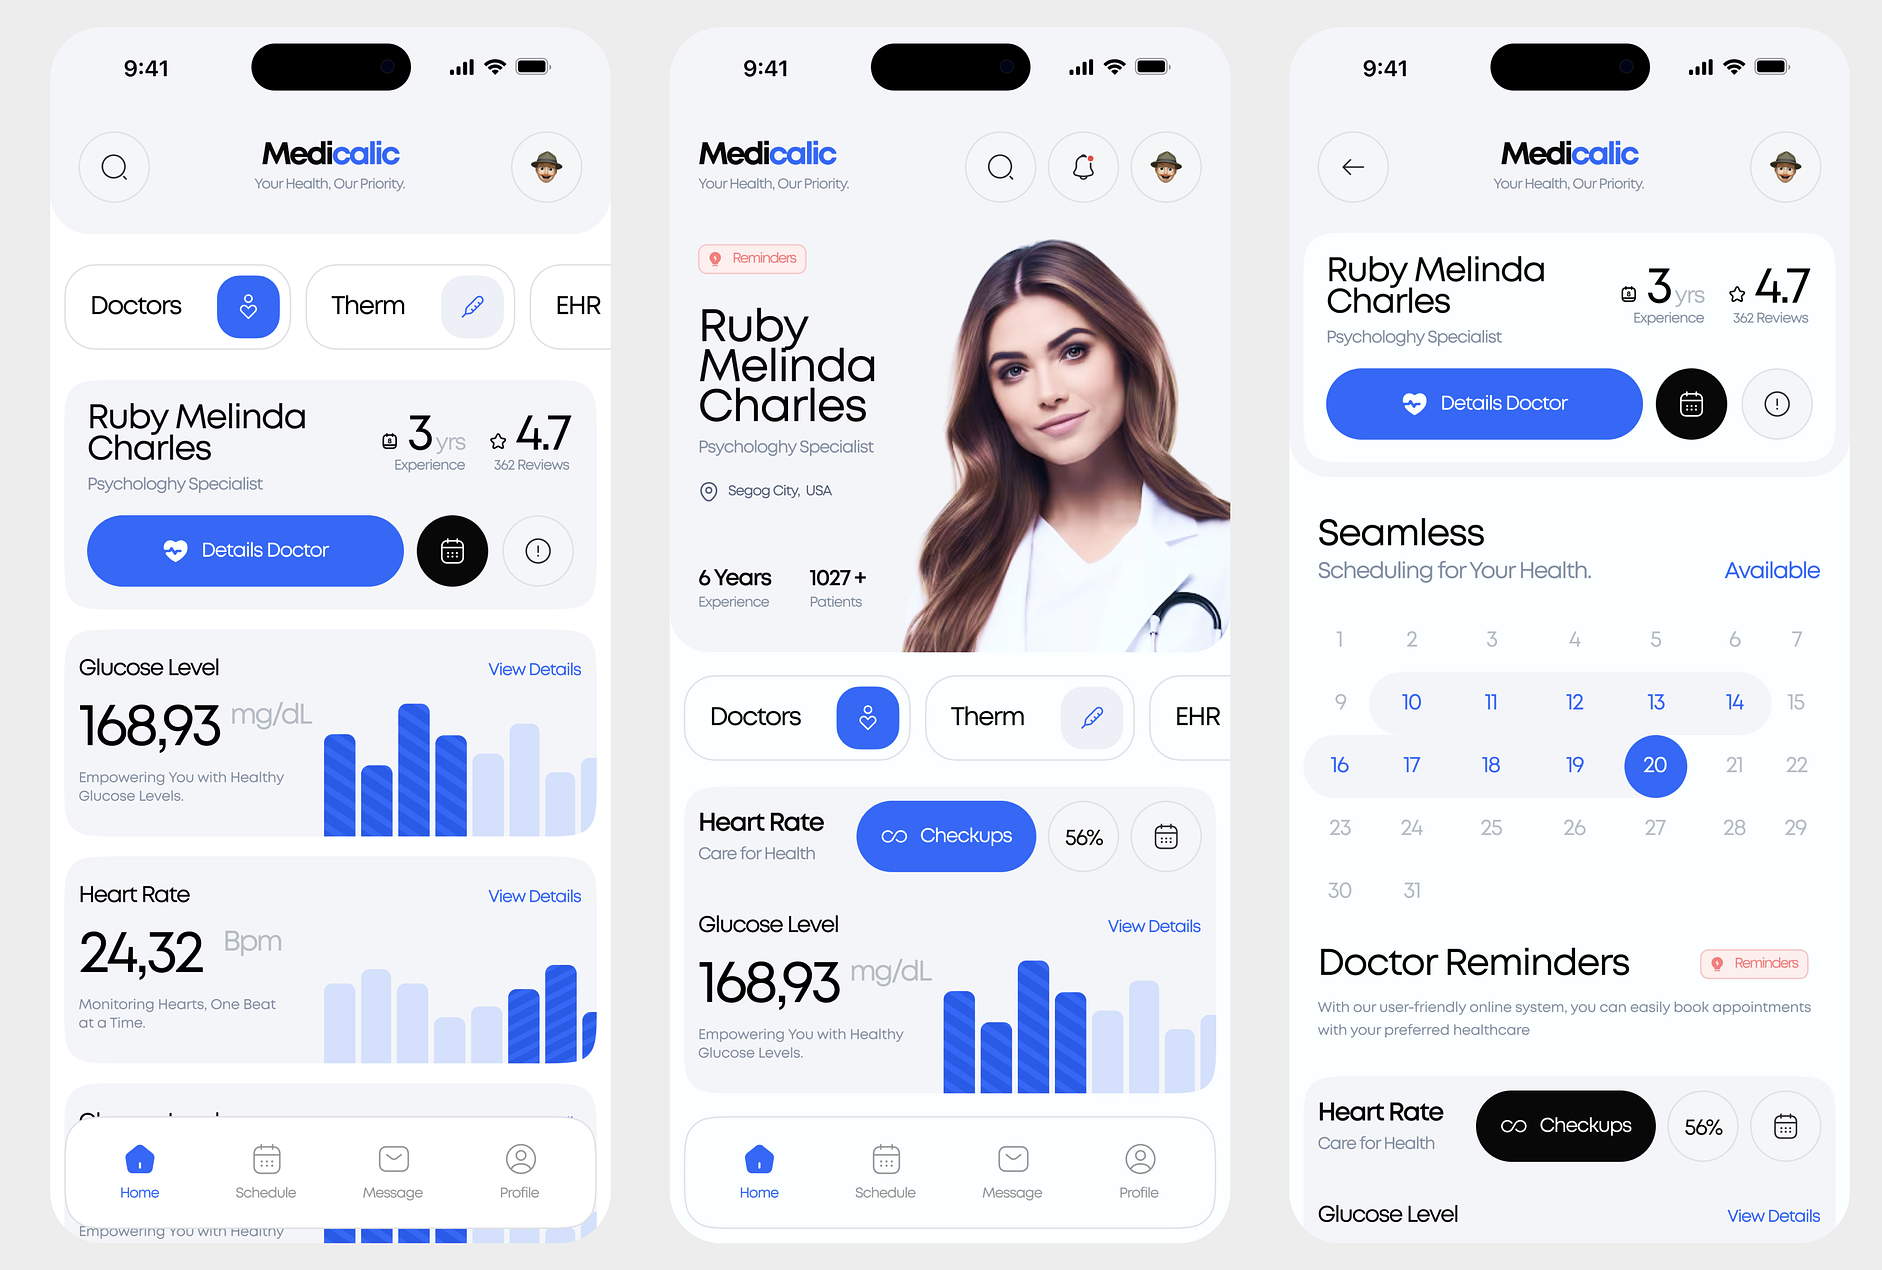 9:41
Medicalic
Your Health, Our Priority.
Doctors
Therm
EHR
Ruby Melinda
Charles
Psychologhy Specialist
8
3 yrs
Experience
4.7
362 Reviews
Details Doctor
Glucose Level
View Details
168,93 mg/dL
Empowering You with Healthy
Glucose Levels.
Heart Rate
View Details
24,32 Bpm
Monitoring Hearts, One Beat
at a Time.
Home
Schedule
Message
Profile
Empowering You with Healthy
9:41
Medicalic
Your Health, Our Priority.
Reminders
Ruby
Melinda
Charles
Psychologhy Specialist
Segog City, USA
6 Years
Experience
1027 +
Patients
Doctors
Therm
EHR
Heart Rate
Care for Health
Checkups
56%
Glucose Level
View Details
168,93 mg/dL
Empowering You with Healthy
Glucose Levels.
Home
Schedule
Message
Profile
9:41
Medicalic
Your Health, Our Priority.
Ruby Melinda
Charles
Psychologhy Specialist
8
3 yrs
Experience
4.7
362 Reviews
Details Doctor
Seamless
Scheduling for Your Health.
Available
1 2 3 4 5 6 7
9 10 11 12 13 14 15
16 17 18 19 20 21 22
23 24 25 26 27 28 29
30 31
Doctor Reminders
Reminders
With our user-friendly online system, you can easily book appointments
with your preferred healthcare
Heart Rate
Care for Health
Checkups
56%
Glucose Level
View Details